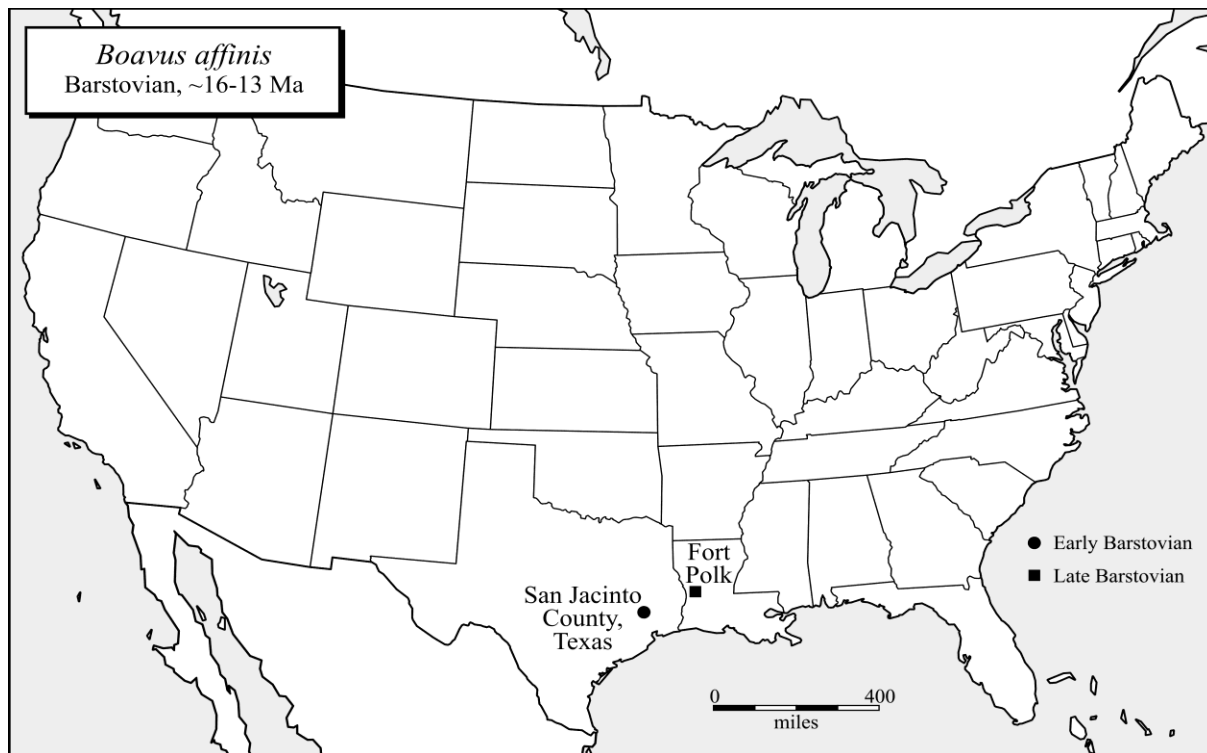 Boavus affinis
Barstovian, ~16-13 Ma
Early Barstovian
Fort
Polk
Late Barstovian
San Jacinto
County,
Texas
0 400
miles